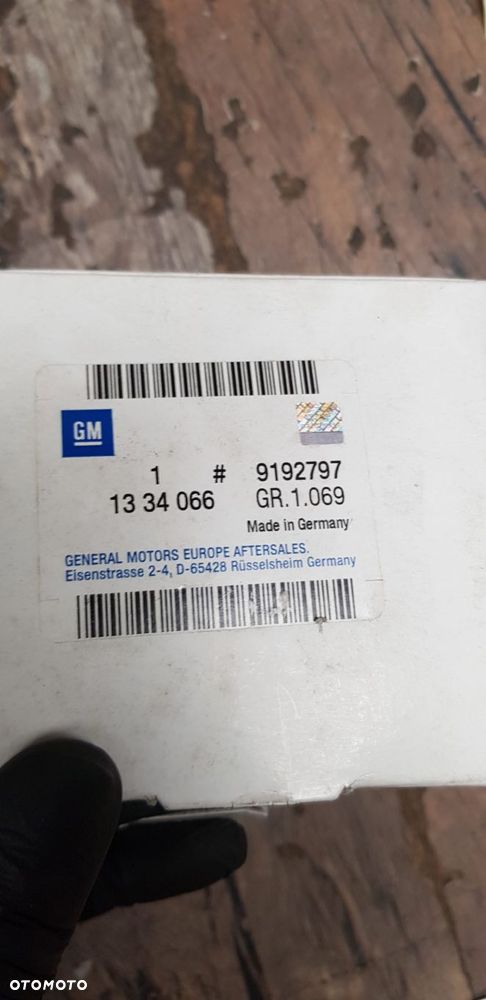 GM
1 # 9192797
13 34 066 GR.1.069
Made in Germany
GENERAL MOTORS EUROPE AFTERSALES.
Eisenstrasse 2-4, D-65428 Rüsselsheim Germany
OTOMOTO